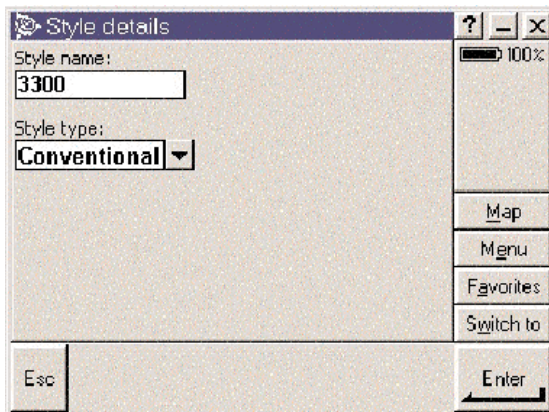 Style details
? _ x
Style name:
100%
3300
Style type:
Conventional
Map
Menu
Favorites
Switch to
Esc
Enter